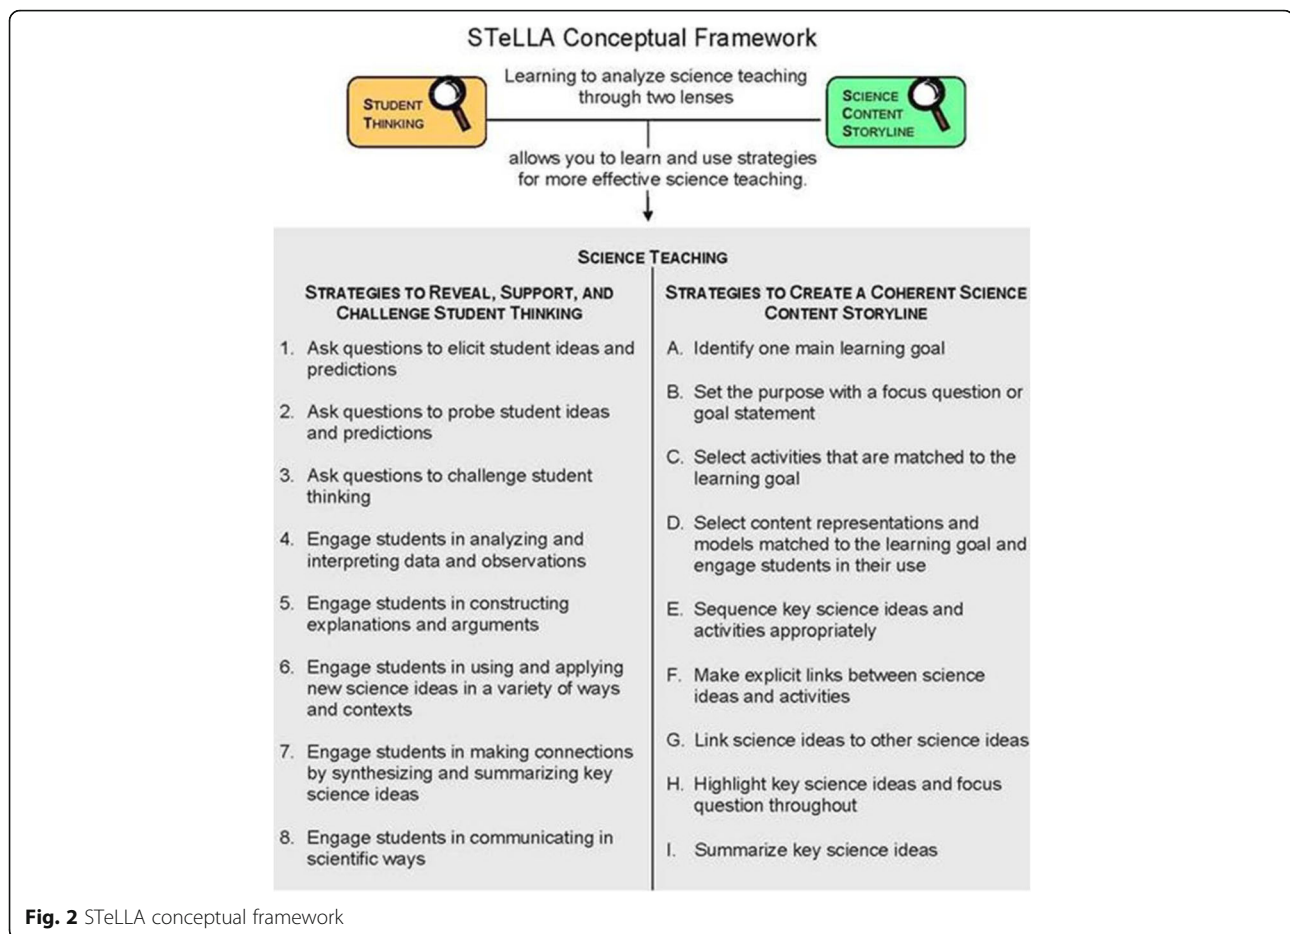 STeLLA Conceptual Framework
Learning to analyze science teaching
through two lenses
STUDENT
THINKING
SCIENCE
CONTENT
STORYLINE
allows you to learn and use strategies
for more effective science teaching.
SCIENCE TEACHING
STRATEGIES TO REVEAL, SUPPORT, AND
CHALLENGE STUDENT THINKING
1. Ask questions to elicit student ideas and
predictions
2. Ask questions to probe student ideas
and predictions
3. Ask questions to challenge student
thinking
4. Engage students in analyzing and
interpreting data and observations
5. Engage students in constructing
explanations and arguments
6. Engage students in using and applying
new science ideas in a variety of ways
and contexts
7. Engage students in making connections
by synthesizing and summarizing key
science ideas
8. Engage students in communicating in
scientific ways
STRATEGIES TO CREATE A COHERENT SCIENCE
CONTENT STORYLINE
A. Identify one main learning goal
B. Set the purpose with a focus question or
goal statement
C. Select activities that are matched to the
learning goal
D. Select content representations and
models matched to the learning goal and
engage students in their use
E. Sequence key science ideas and
activities appropriately
F. Make explicit links between science
ideas and activities
G. Link science ideas to other science ideas
H. Highlight key science ideas and focus
question throughout
I. Summarize key science ideas
Fig. 2 STeLLA conceptual framework